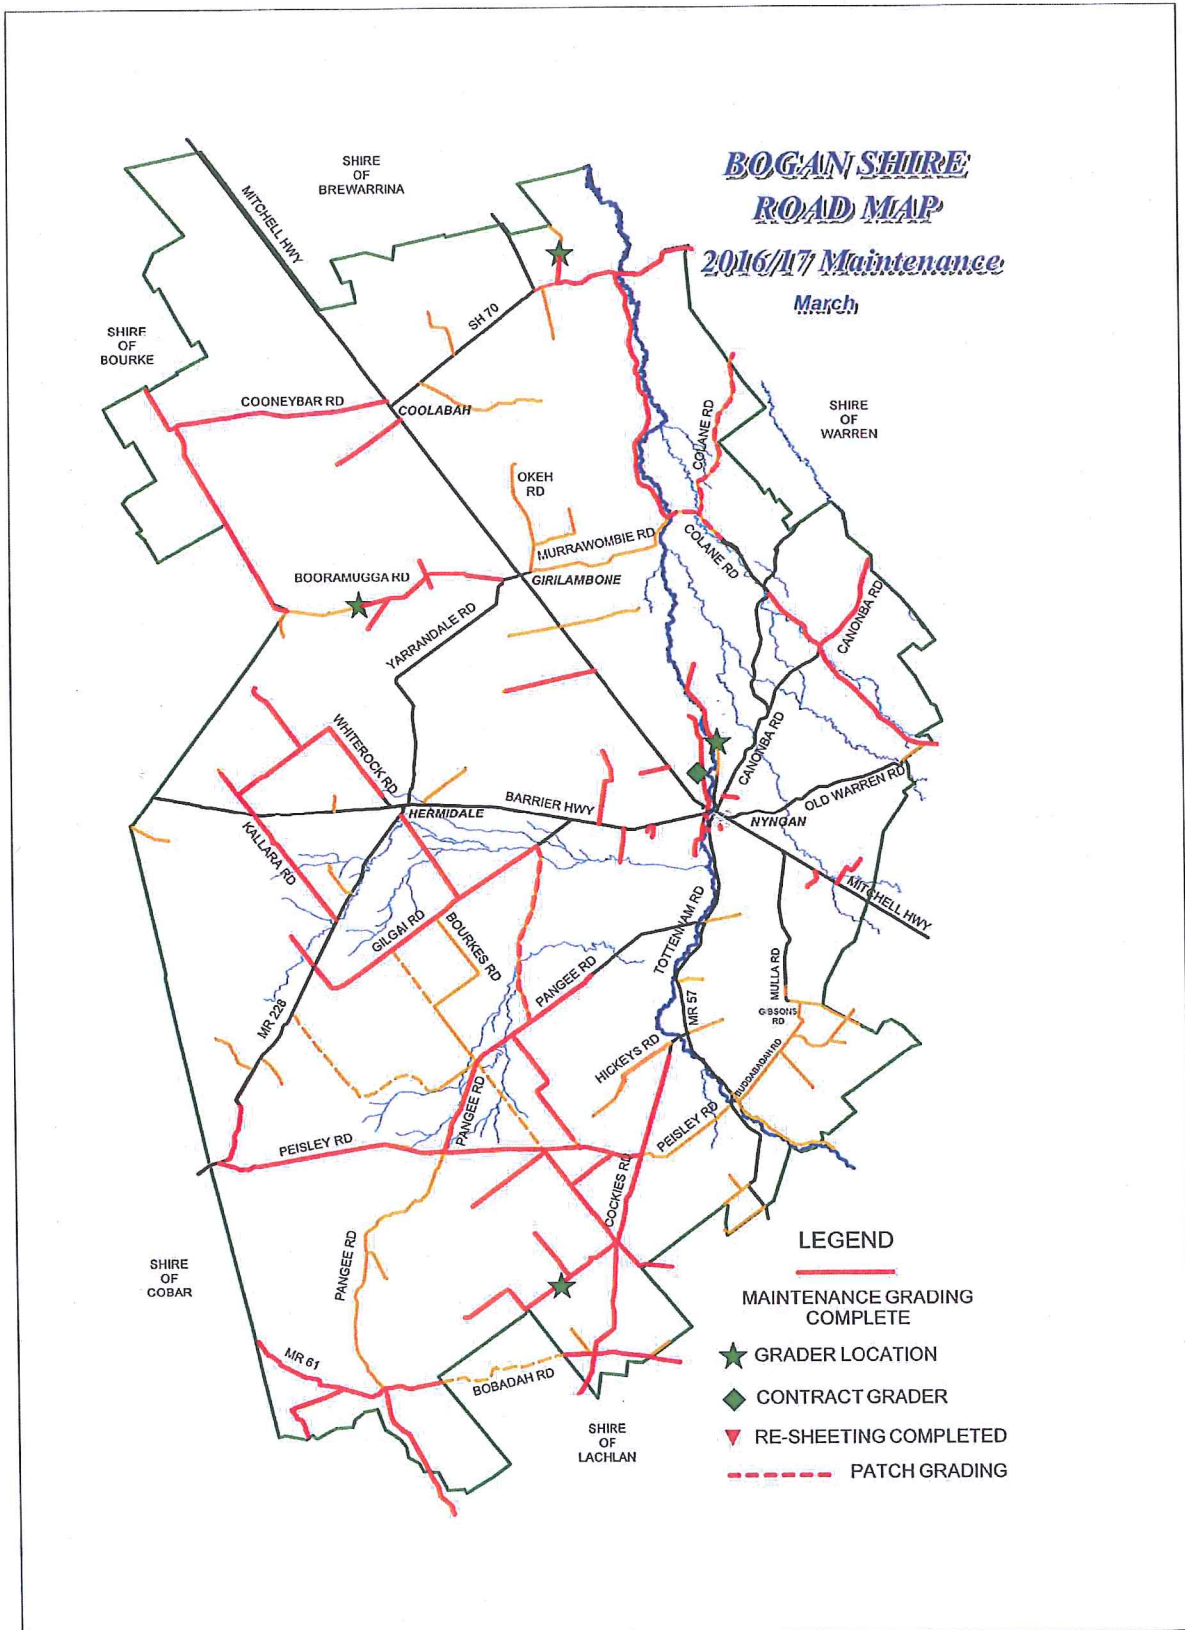 BOGAN SHIRE
ROAD MAP
2016/17 Maintenance
March
SHIRE
OF
BREWARRINA
MITCHELL HWY
SHIRE
OF
BOURKE
SH 70
COONEYBAR RD
COOLABAH
SHIRE
OF
WARREN
COLANE RD
OKEH
RD
MURRAWOMBIE RD
COLANE RD
BOORAMUGGA RD
GIRILAMBONE
YARRANDALE RD
CANONBA RD
WHITEROCK RD
CANONBA RD
OLD WARREN RD
BARRIER HWY
HERMIDALE
NYNGAN
KALLARA RD
MITCHELL HWY
GILGAI RD
BOURKES RD
TOTTENHAM RD
PANGEE RD
MULLA RD
MR 228
MR 57
GIBSONS
RD
HICKEYS RD
BUDDABADAH RD
PANGEE RD
PEISLEY RD
PEISLEY RD
COCKIES RD
PANGEE RD
SHIRE
OF
COBAR
MR 61
BOBADAH RD
SHIRE
OF
LACHLAN
LEGEND
MAINTENANCE GRADING
COMPLETE
GRADER LOCATION
CONTRACT GRADER
RE-SHEETING COMPLETED
PATCH GRADING